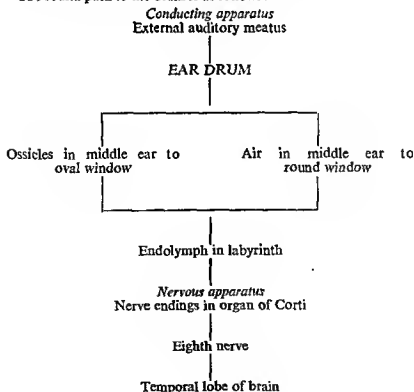 Conducting apparatus
External auditory meatus
EAR DRUM
Ossicles in middle ear to Air in middle ear to
oval window round window
Endolymph in labyrinth
Nervous apparatus
Nerve endings in organ of Corti
Eighth nerve
Temporal lobe of brain